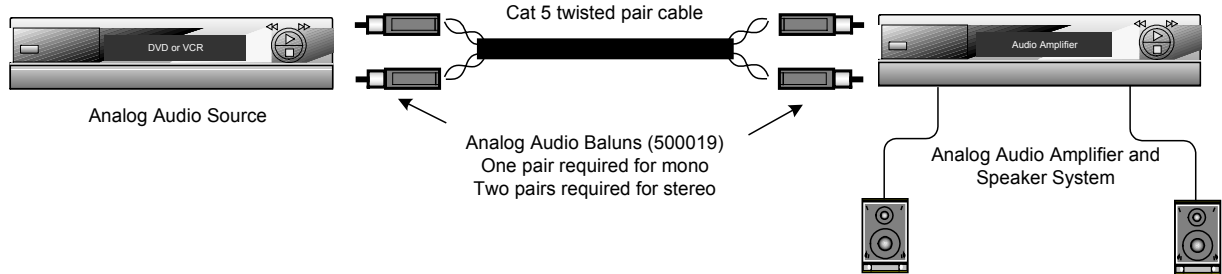 Cat 5 twisted pair cable
DVD or VCR
Audio Amplifier
Analog Audio Source
Analog Audio Baluns (500019)
One pair required for mono
Two pairs required for stereo
Analog Audio Amplifier and
Speaker System